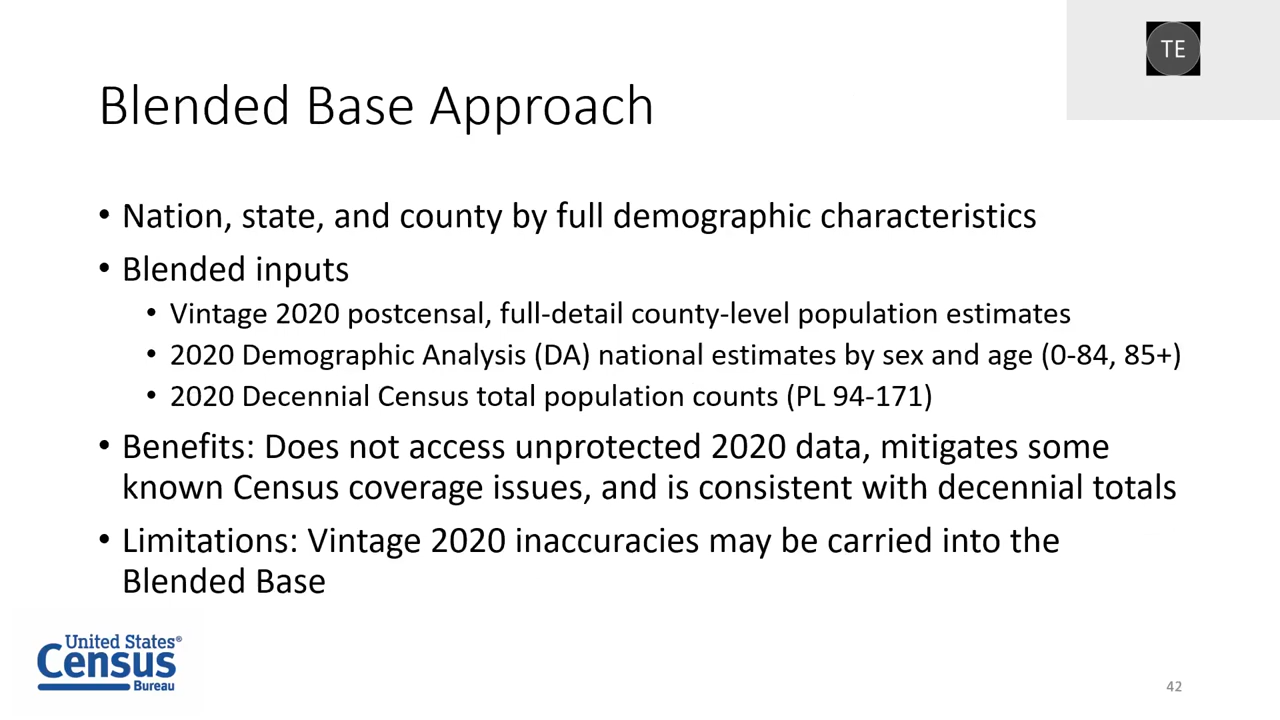 TE
Blended Base Approach
• Nation, state, and county by full demographic characteristics
• Blended inputs
• Vintage 2020 postcensal, full-detail county-level population estimates
• 2020 Demographic Analysis (DA) national estimates by sex and age (0-84, 85+)
• 2020 Decennial Census total population counts (PL 94-171)
• Benefits: Does not access unprotected 2020 data, mitigates some
known Census coverage issues, and is consistent with decennial totals
• Limitations: Vintage 2020 inaccuracies may be carried into the
Blended Base
United States®
Census
Bureau
42